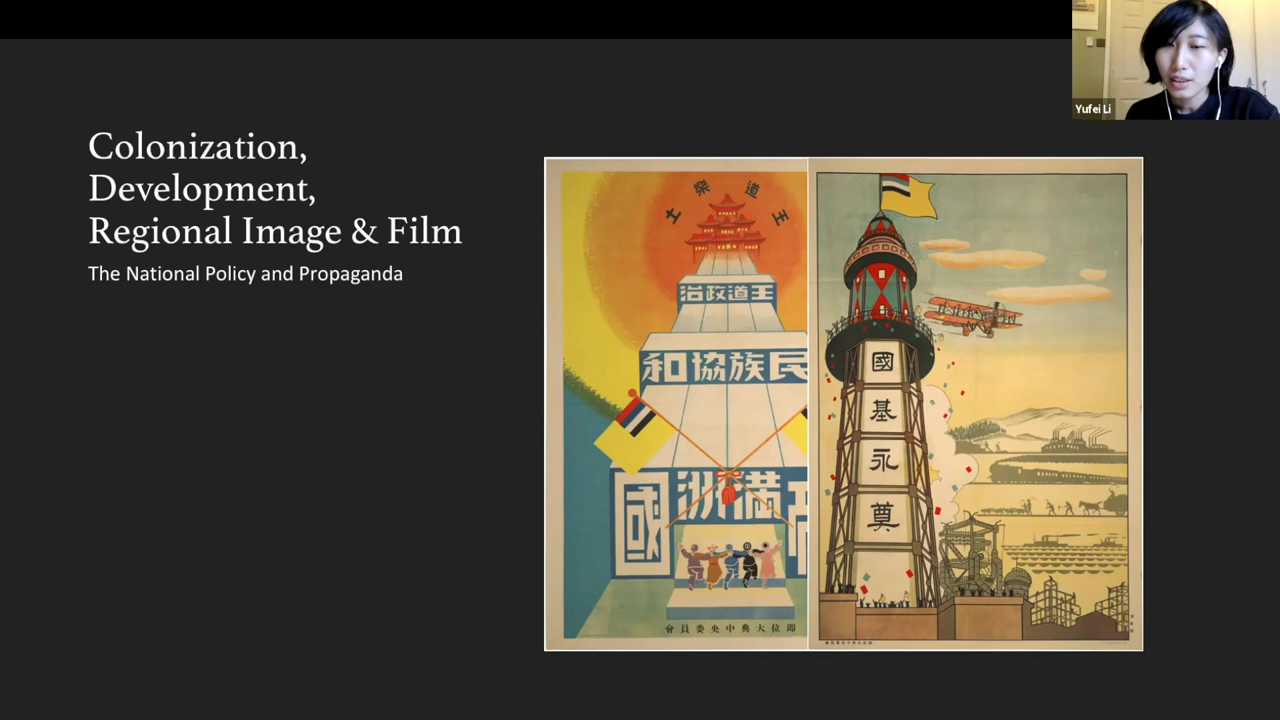 Yufei Li
Colonization,
Development,
Regional Image & Film
The National Policy and Propaganda
王道樂土
王道政治
民族協和
滿洲國
即位大典中央委員會
國
基
永
奠